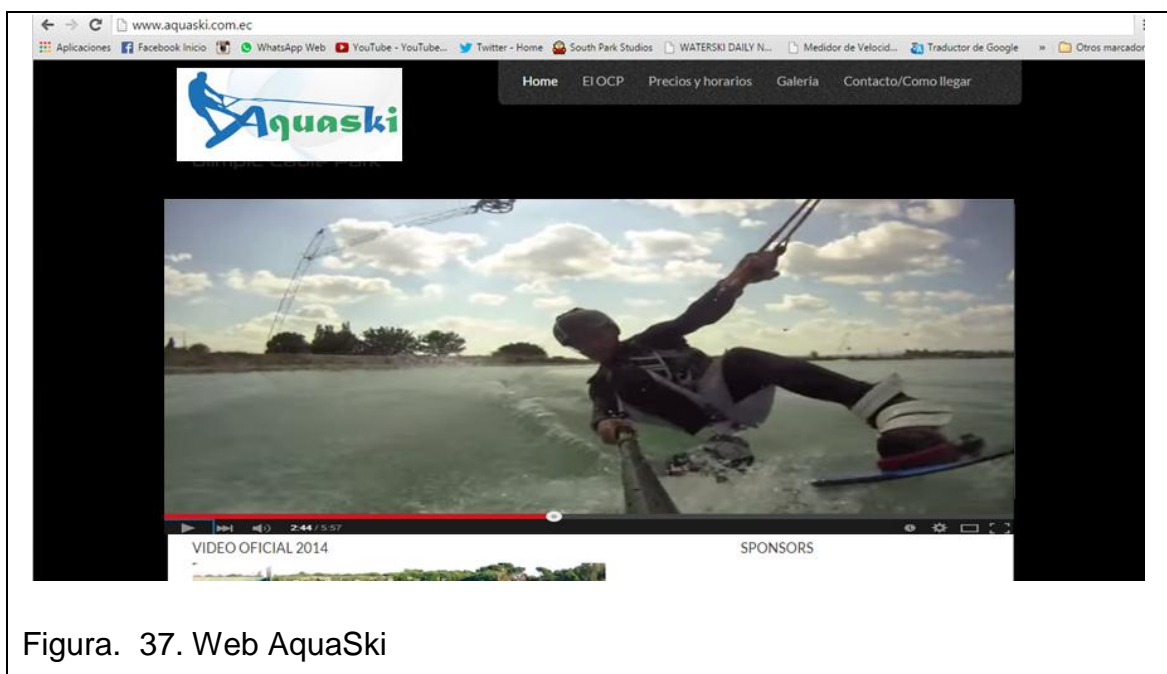 www.aquaski.com.ec
Aplicaciones Facebook Inicio WhatsApp Web YouTube - YouTube... Twitter - Home South Park Studios WATERSKI DAILY N... Medidor de Velocid... Traductor de Google » Otros marcador
Home El OCP Precios y horarios Galeria Contacto/Como llegar
Aquaski
2:44 / 5:57
VIDEO OFICIAL 2014 SPONSORS
Figura. 37. Web AquaSki